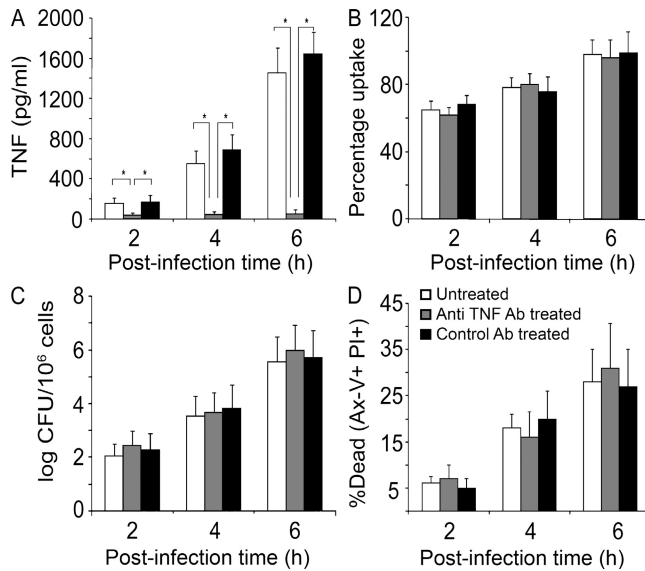 A
TNF (pg/ml)
2000
1600
1200
800
400
0
* *
* *
* *
2 4 6
Post-infection time (h)
B
Percentage uptake
120
80
40
0
2 4 6
Post-infection time (h)
C
log CFU/10⁶ cells
8
6
4
2
0
2 4 6
Post-infection time (h)
D
%Dead (Ax-V+ PI+)
45
35
25
15
5
Untreated
Anti TNF Ab treated
Control Ab treated
2 4 6
Post-infection time (h)